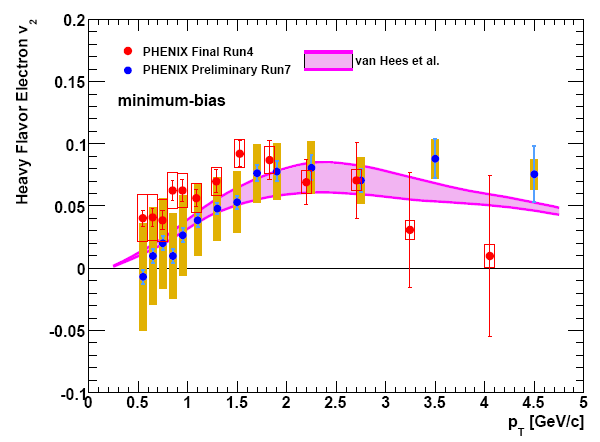 Heavy Flavor Electron v2
0.2
0.15
0.1
0.05
0
-0.05
-0.1
PHENIX Final Run4
PHENIX Preliminary Run7
van Hees et al.
minimum-bias
0 0.5 1 1.5 2 2.5 3 3.5 4 4.5 5
pT [GeV/c]